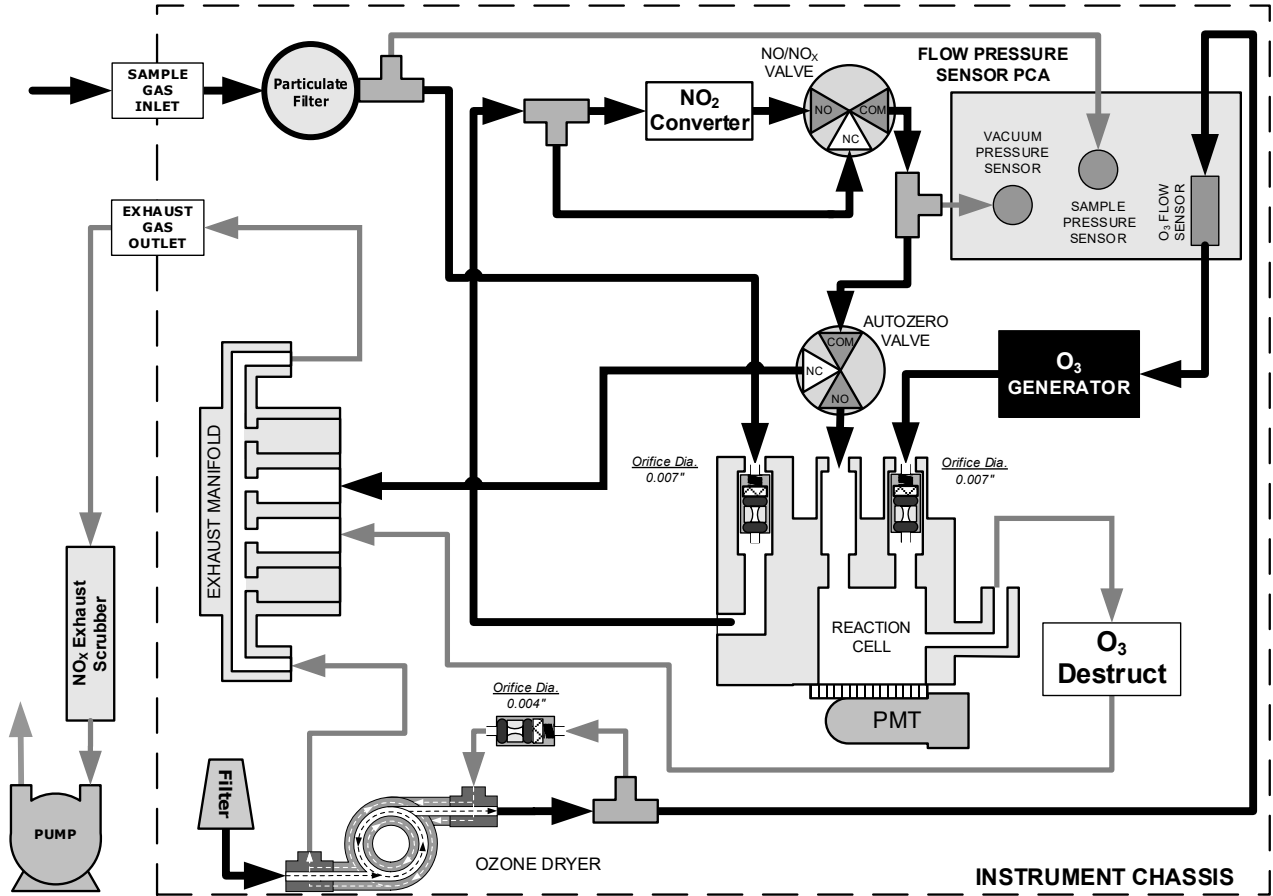 SAMPLE
GAS
INLET
Particulate
Filter
NO/NOX
VALVE
NO2
Converter
NO
COM
NC
FLOW PRESSURE
SENSOR PCA
VACUUM
PRESSURE
SENSOR
SAMPLE
PRESSURE
SENSOR
O3 FLOW
SENSOR
EXHAUST
GAS
OUTLET
AUTOZERO
VALVE
COM
NC
NO
O3
GENERATOR
Orifice Dia.
0.007"
Orifice Dia.
0.007"
EXHAUST MANIFOLD
NOX Exhaust
Scrubber
REACTION
CELL
O3
Destruct
PMT
Orifice Dia.
0.004"
Filter
PUMP
OZONE DRYER
INSTRUMENT CHASSIS